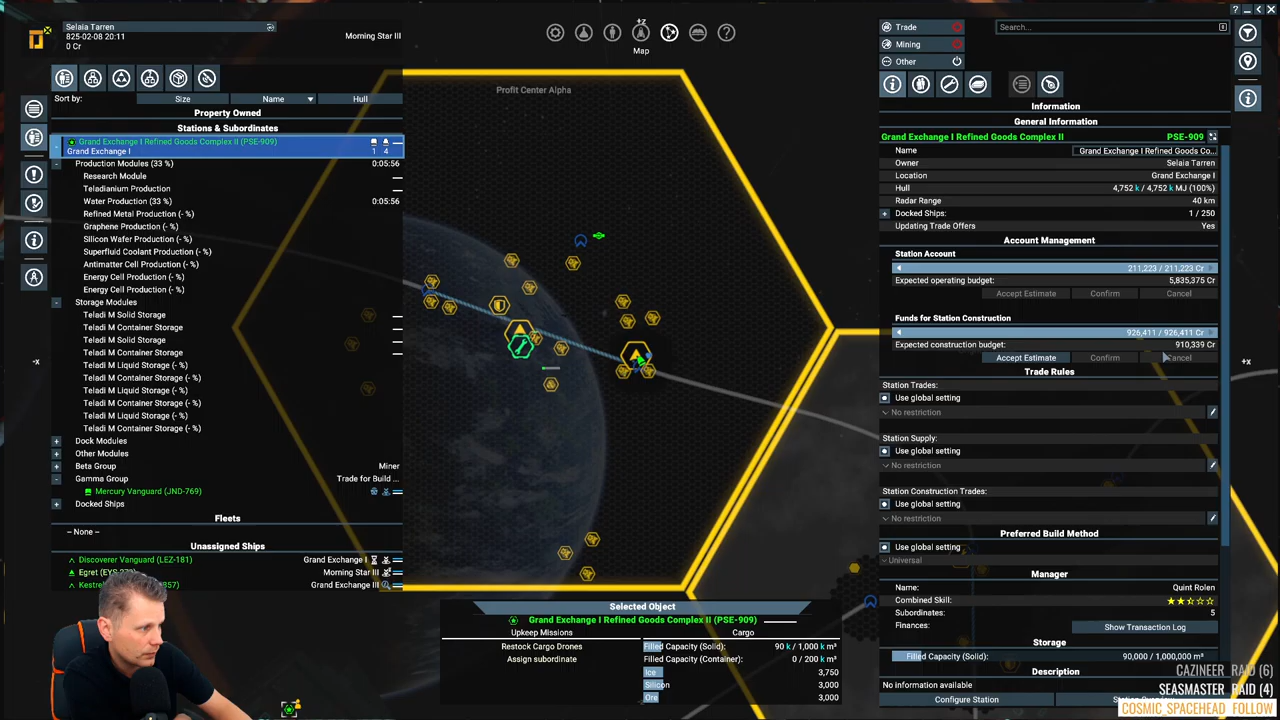 Selaia Tarren
825-02-08 20:11
0 Cr
Morning Star III
+z
Map
Sort by:
Size
Name
Hull
Property Owned
Stations & Subordinates
Grand Exchange I Refined Goods Complex II (PSE-909)
Grand Exchange I
1 4
Production Modules (33 %)
0:05:56
Research Module
Teladianium Production
Water Production (33 %)
0:05:56
Refined Metal Production (- %)
Graphene Production (- %)
Silicon Wafer Production (- %)
Superfluid Coolant Production (- %)
Antimatter Cell Production (- %)
Energy Cell Production (- %)
Energy Cell Production (- %)
Storage Modules
Teladi M Solid Storage
Teladi M Container Storage
Teladi M Solid Storage
Teladi M Container Storage
Teladi M Liquid Storage (- %)
Teladi M Container Storage (- %)
Teladi M Liquid Storage (- %)
Teladi M Container Storage (- %)
Teladi M Liquid Storage (- %)
Teladi M Container Storage (- %)
Dock Modules
Other Modules
Beta Group
Miner
Gamma Group
Trade for Build ...
Mercury Vanguard (JND-769)
Docked Ships
Fleets
-- None --
Unassigned Ships
Discoverer Vanguard (LEZ-181)
Grand Exchange I
Egret (EYS-
Morning Star III
Kestrel
Grand Exchange III
Profit Center Alpha
-x
+x
Selected Object
Grand Exchange I Refined Goods Complex II (PSE-909)
Upkeep Missions
Cargo
Restock Cargo Drones
Filled Capacity (Solid):
90 k / 1,000 k m³
Assign subordinate
Filled Capacity (Container):
0 / 200 k m³
Ice
3,750
Silicon
3,000
Ore
3,000
Trade
Mining
Other
Search...
Information
General Information
Grand Exchange I Refined Goods Complex II
PSE-909
Name
Grand Exchange I Refined Goods Co...
Owner
Selaia Tarren
Location
Grand Exchange I
Hull
4,752 k / 4,752 k MJ (100%)
Radar Range
40 km
Docked Ships:
1 / 250
Updating Trade Offers
Yes
Account Management
Station Account
211,223 / 211,223 Cr
Expected operating budget:
5,835,375 Cr
Accept Estimate
Confirm
Cancel
Funds for Station Construction
926,411 / 926,411 Cr
Expected construction budget:
910,339 Cr
Accept Estimate
Confirm
Cancel
Trade Rules
Station Trades:
Use global setting
No restriction
Station Supply:
Use global setting
No restriction
Station Construction Trades:
Use global setting
No restriction
Preferred Build Method
Use global setting
Universal
Manager
Name:
Quint Rolen
Combined Skill:
Subordinates:
5
Finances:
Show Transaction Log
Storage
Filled Capacity (Solid):
90,000 / 1,000,000 m³
Description
No information available
Configure Station
CAZINEER RAID (6)
SEASMASTER RAID (4)
COSMIC_SPACEHEAD FOLLOW